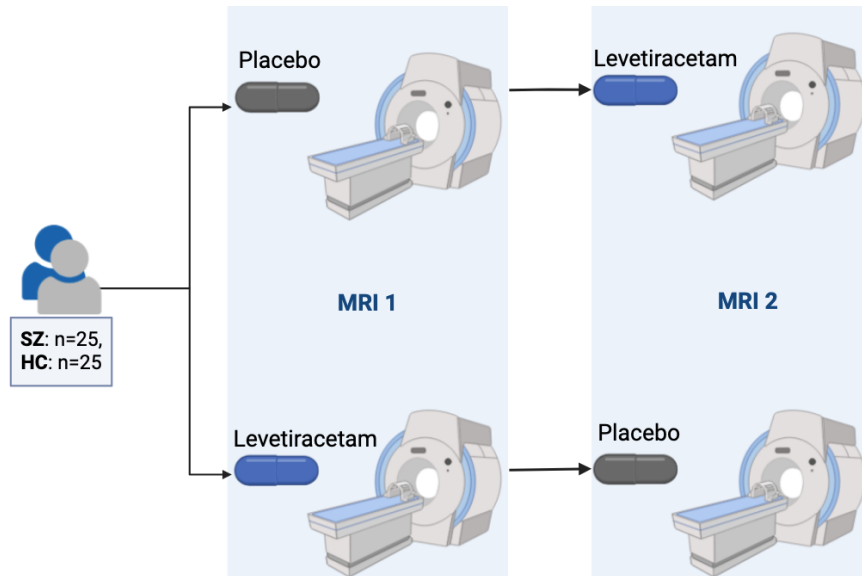 Placebo
Levetiracetam
SZ: n=25,
HC: n=25
MRI 1
MRI 2
Levetiracetam
Placebo